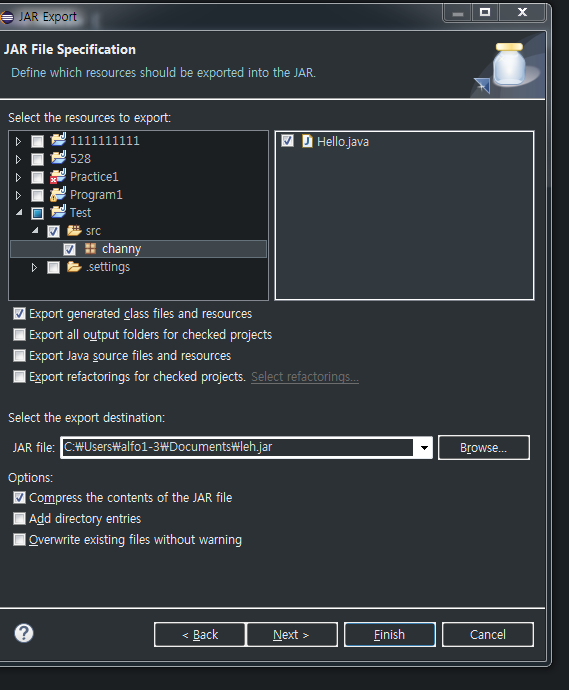 JAR Export
JAR File Specification
Define which resources should be exported into the JAR.
Select the resources to export:
1111111111
528
Practice1
Program1
Test
src
channy
.settings
Hello.java
Export generated class files and resources
Export all output folders for checked projects
Export Java source files and resources
Export refactorings for checked projects. Select refactorings...
Select the export destination:
JAR file: C:₩Users₩alfo1-3₩Documents₩leh.jar Browse...
Options:
Compress the contents of the JAR file
Add directory entries
Overwrite existing files without warning
< Back Next > Finish Cancel